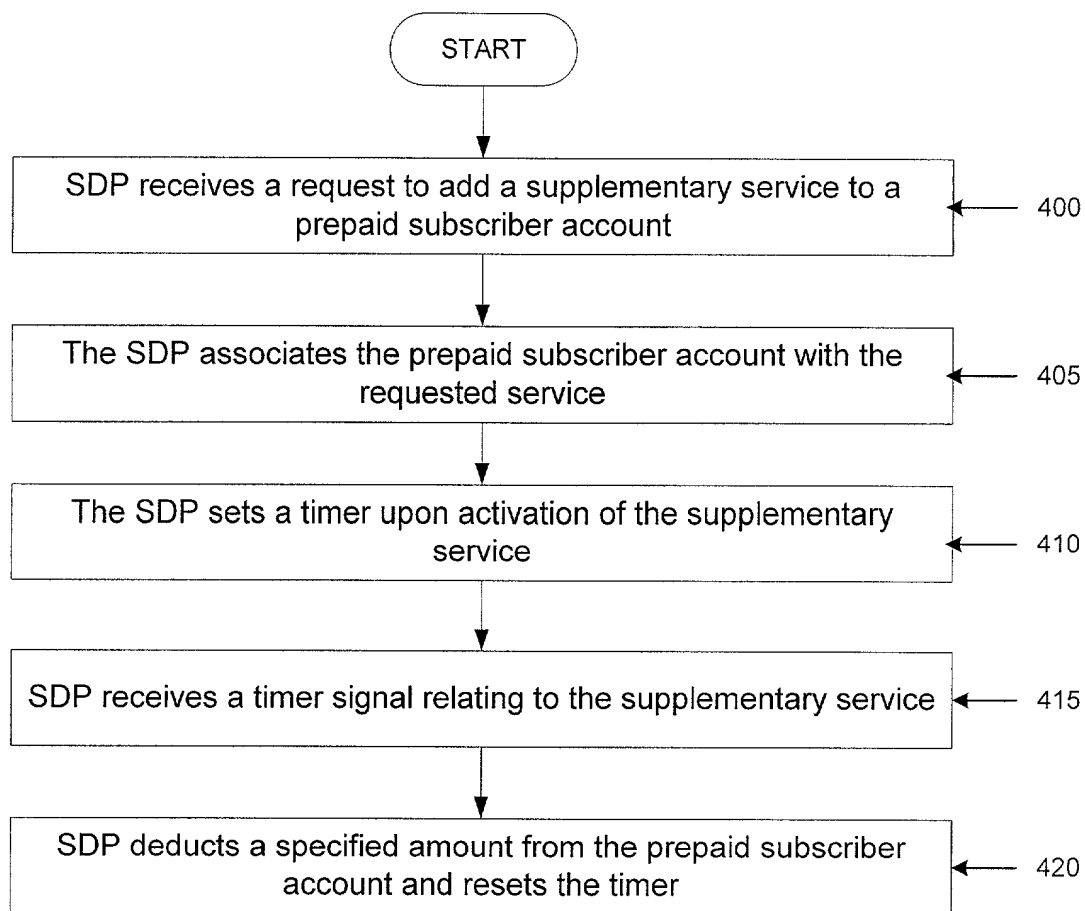 START
SDP receives a request to add a supplementary service to a
prepaid subscriber account
400
The SDP associates the prepaid subscriber account with the
requested service
405
The SDP sets a timer upon activation of the supplementary
service
410
SDP receives a timer signal relating to the supplementary service
415
SDP deducts a specified amount from the prepaid subscriber
account and resets the timer
420